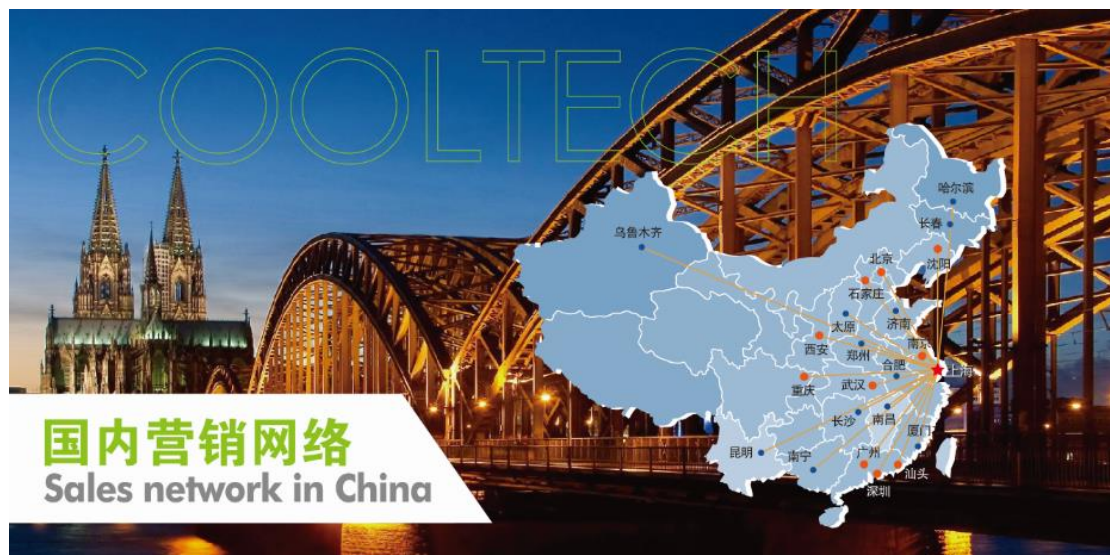 COOLTECH
哈尔滨
长春
乌鲁木齐
沈阳
北京
石家庄
太原
济南
西安
郑州
南京
合肥
上海
重庆
武汉
长沙
南昌
厦门
昆明
南宁
广州
汕头
深圳
国内营销网络
Sales network in China